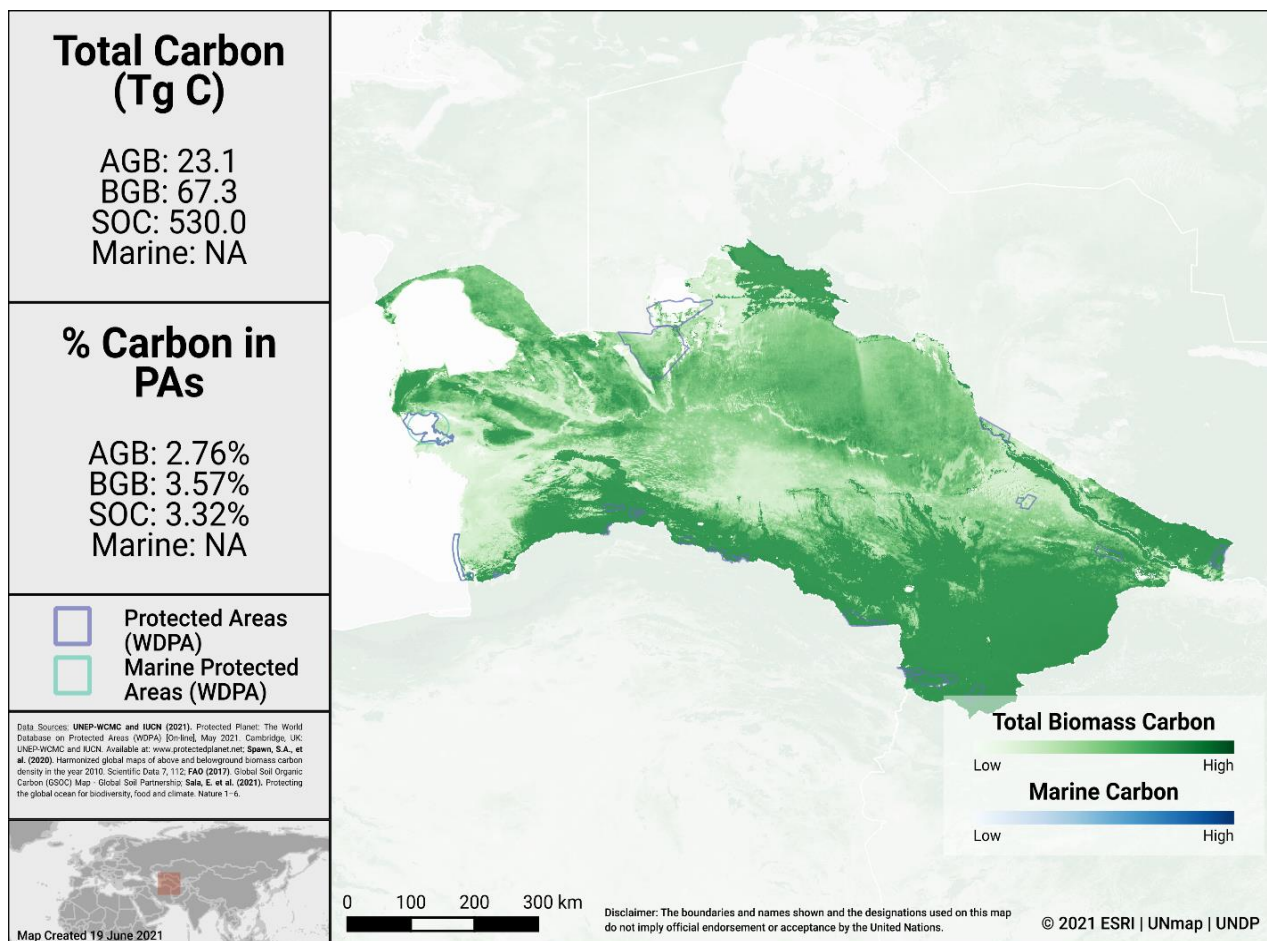 Total Carbon
(Tg C)
AGB: 23.1
BGB: 67.3
SOC: 530.0
Marine: NA
% Carbon in
PAs
AGB: 2.76%
BGB: 3.57%
SOC: 3.32%
Marine: NA
Protected Areas
(WDPA)
Marine Protected
Areas (WDPA)
Data Sources: UNEP-WCMC and IUCN (2021). Protected Planet: The World
Database on Protected Areas (WDPA) [On-line], May 2021. Cambridge, UK:
UNEP-WCMC and IUCN. Available at: www.protectedplanet.net; Spawn, S.A., et
al. (2020). Harmonized global maps of above and belowground biomass carbon
density in the year 2010. Scientific Data 7, 112; FAO (2017). Global Soil Organic
Carbon (GSOC) Map - Global Soil Partnership; Sala, E. et al. (2021). Protecting
the global ocean for biodiversity, food and climate. Nature 1–6.
Map Created 19 June 2021
Total Biomass Carbon
Low High
Marine Carbon
Low High
0 100 200 300 km
Disclaimer: The boundaries and names shown and the designations used on this map
do not imply official endorsement or acceptance by the United Nations.
© 2021 ESRI | UNmap | UNDP